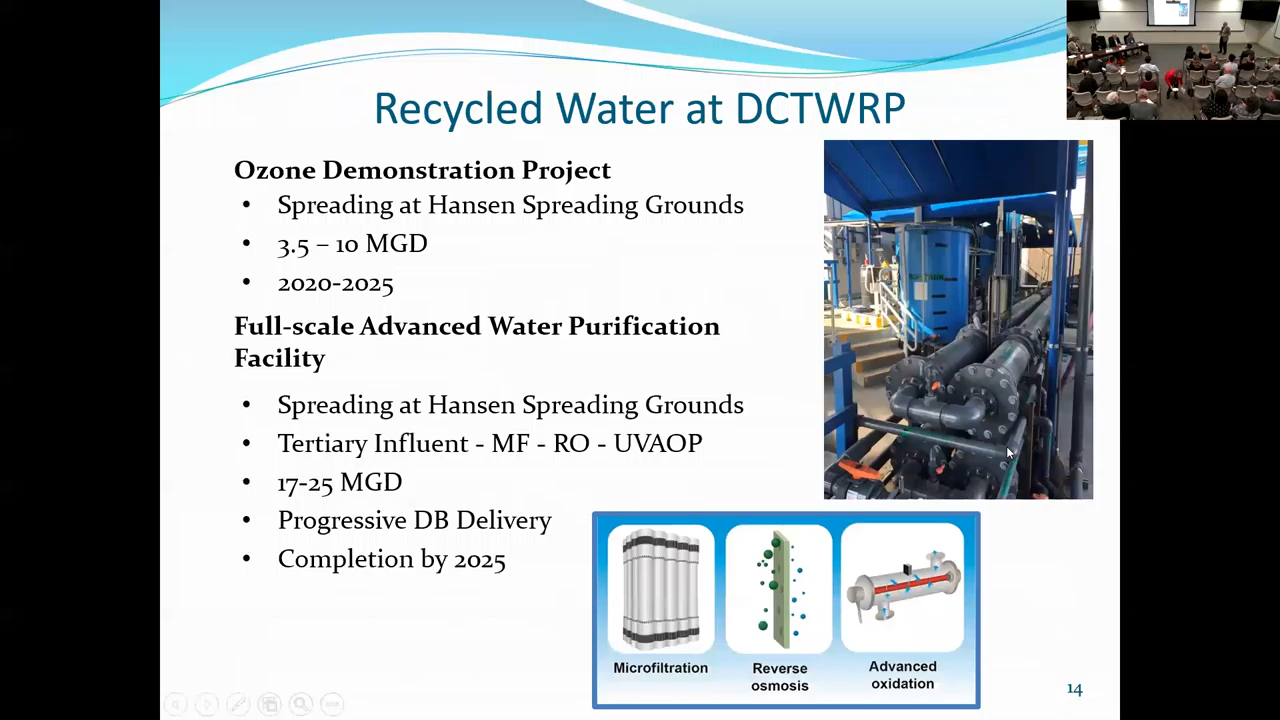 Recycled Water at DCTWRP
Ozone Demonstration Project
• Spreading at Hansen Spreading Grounds
• 3.5 – 10 MGD
• 2020-2025
Full-scale Advanced Water Purification
Facility
• Spreading at Hansen Spreading Grounds
• Tertiary Influent - MF - RO - UVAOP
• 17-25 MGD
• Progressive DB Delivery
• Completion by 2025
Microfiltration
Reverse
osmosis
Advanced
oxidation
14